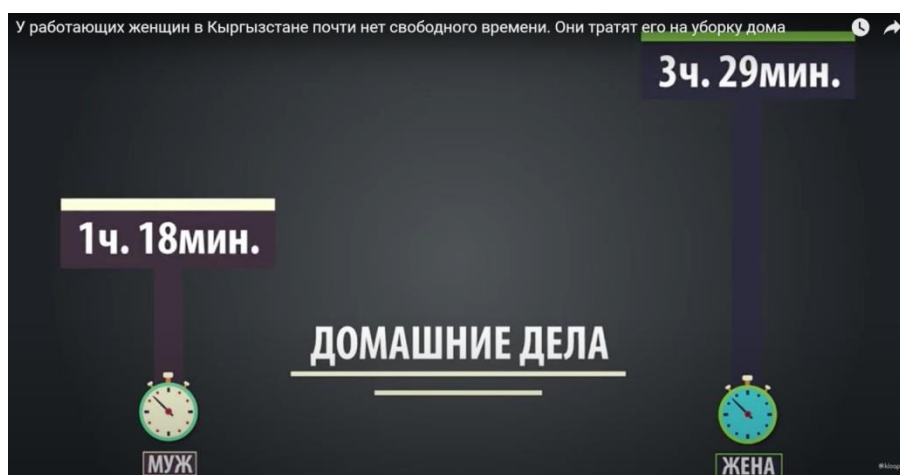 У работающих женщин в Кыргызстане почти нет свободного времени. Они тратят его на уборку дома
3ч. 29мин.
1ч. 18мин.
ДОМАШНИЕ ДЕЛА
МУЖ
ЖЕНА
kloop